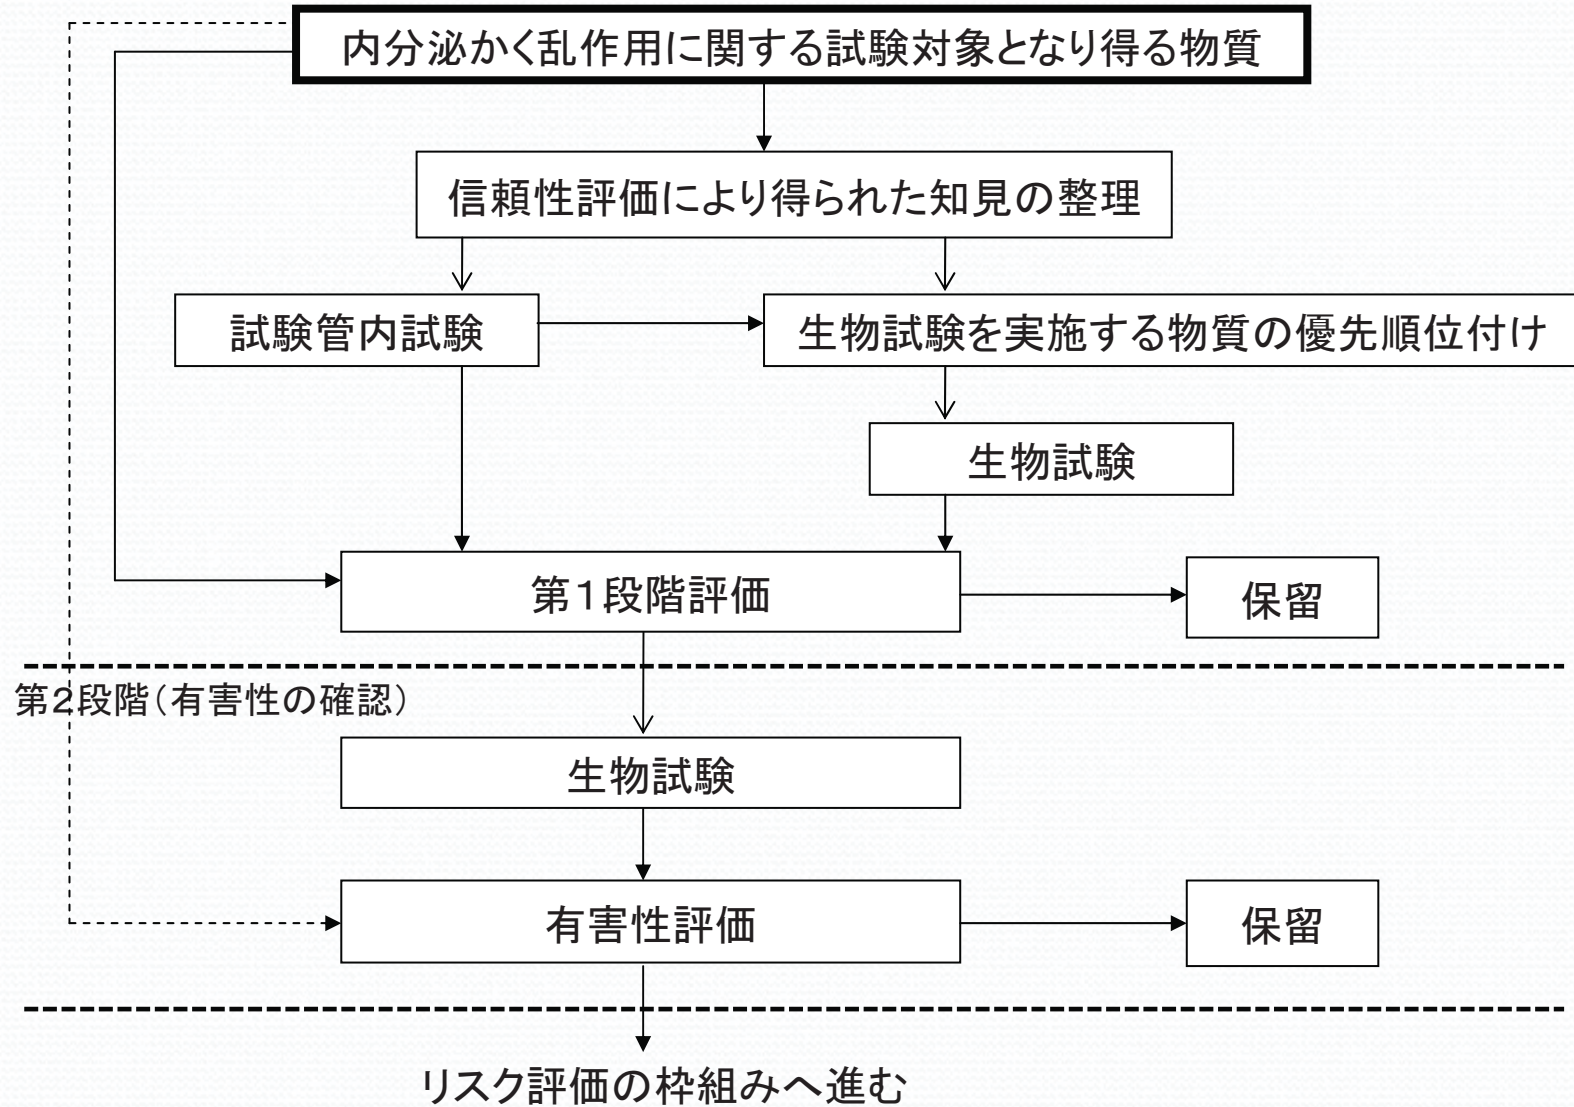 内分泌かく乱作用に関する試験対象となり得る物質
信頼性評価により得られた知見の整理
試験管内試験
生物試験を実施する物質の優先順位付け
生物試験
第１段階評価
保留
第２段階（有害性の確認）
生物試験
有害性評価
保留
リスク評価の枠組みへ進む